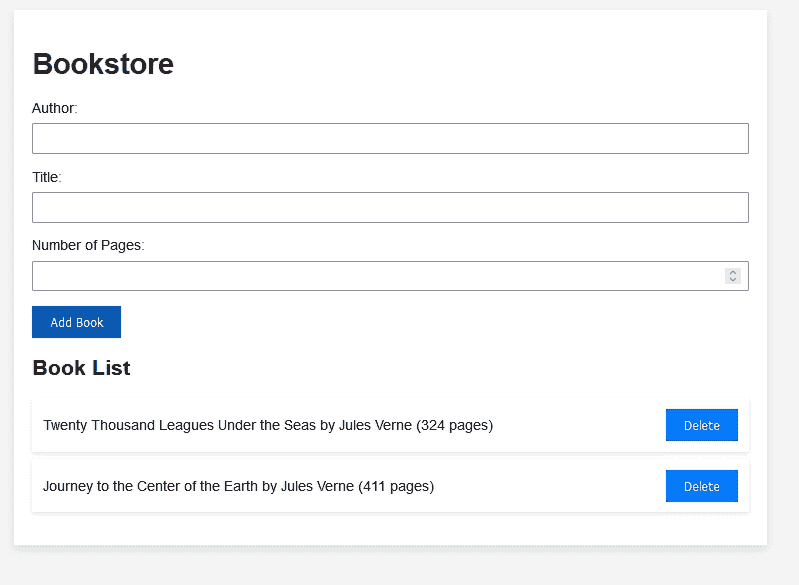 Bookstore
Author:
Title:
Number of Pages:
Add Book
Book List
Twenty Thousand Leagues Under the Seas by Jules Verne (324 pages)
Delete
Journey to the Center of the Earth by Jules Verne (411 pages)
Delete